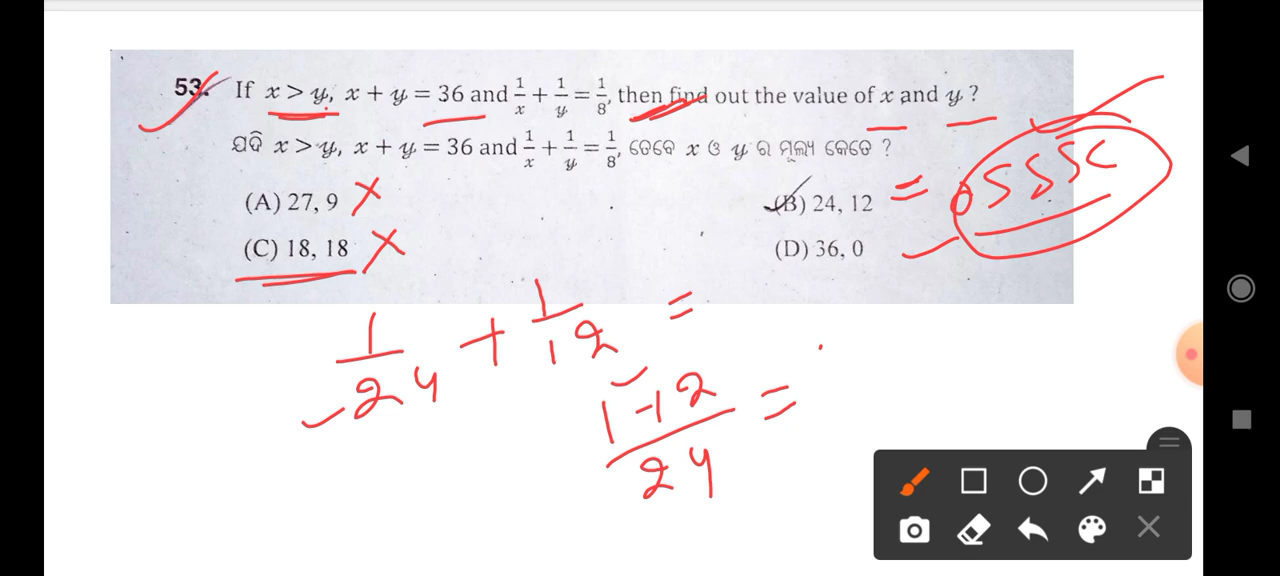 53. If x > y, x + y = 36 and 1/x + 1/y = 1/8, then find out the value of x and y ?
ଯଦି x > y, x + y = 36 and 1/x + 1/y = 1/8, ତେବେ x ଓ y ର ମୂଲ୍ୟ କେତେ ?
(A) 27, 9
(B) 24, 12 = OSSSC
(C) 18, 18
(D) 36, 0
1/24 + 1/12 =
1+2/24 =